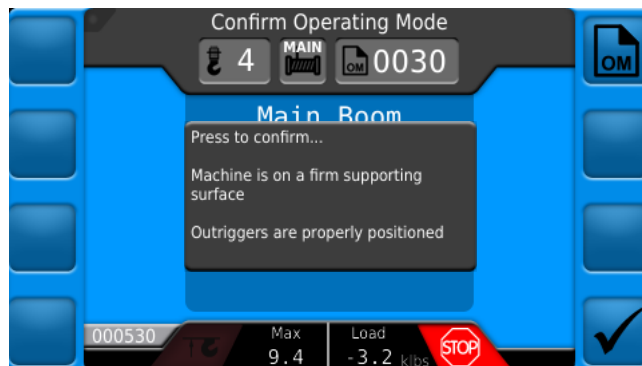 Confirm Operating Mode
4 MAIN OM 0030
OM
Main Boom
Press to confirm...
Machine is on a firm supporting
surface
Outriggers are properly positioned
000530
Max Load
9.4 -3.2 klbs
STOP